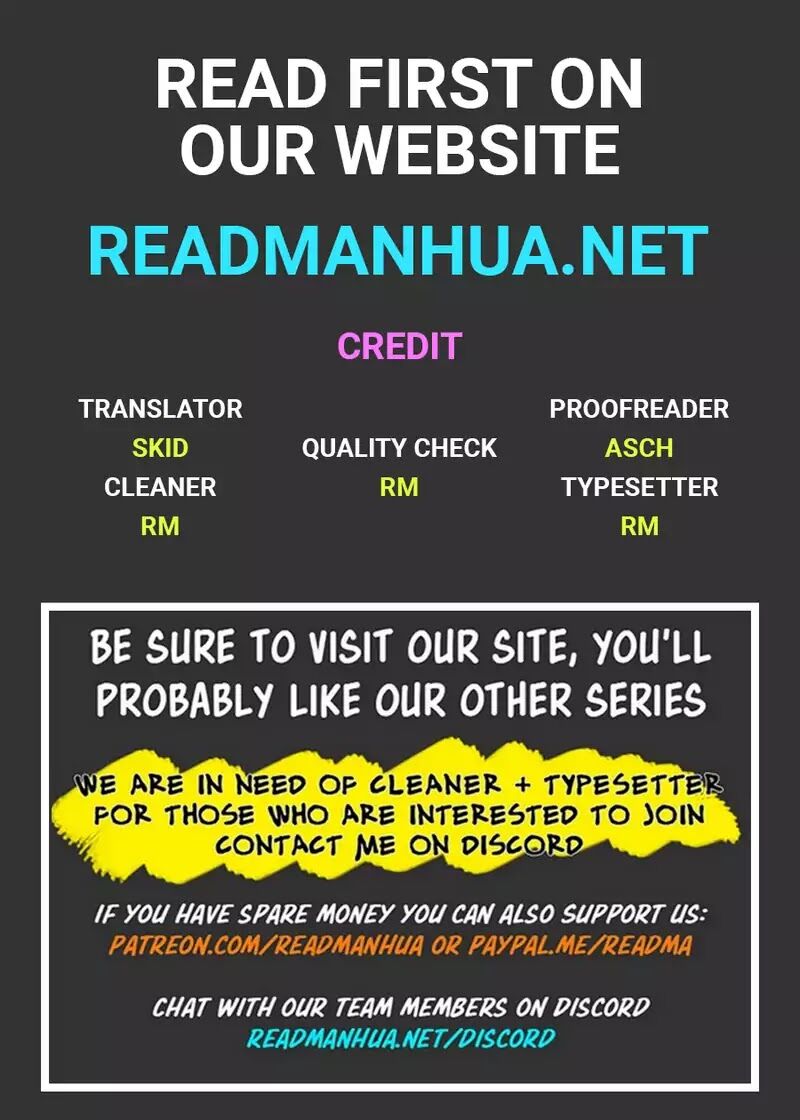 READ FIRST ON
OUR WEBSITE
READMANHUA.NET
CREDIT
TRANSLATOR
SKID
CLEANER
RM
QUALITY CHECK
RM
PROOFREADER
ASCH
TYPESETTER
RM
BE SURE TO VISIT OUR SITE, YOU'LL
PROBABLY LIKE OUR OTHER SERIES
WE ARE IN NEED OF CLEANER + TYPESETTER
FOR THOSE WHO ARE INTERESTED TO JOIN
CONTACT ME ON DISCORD
IF YOU HAVE SPARE MONEY YOU CAN ALSO SUPPORT US:
PATREON.COM/READMANHUA OR PAYPAL.ME/READMA
CHAT WITH OUR TEAM MEMBERS ON DISCORD
READMANHUA.NET/DISCORD